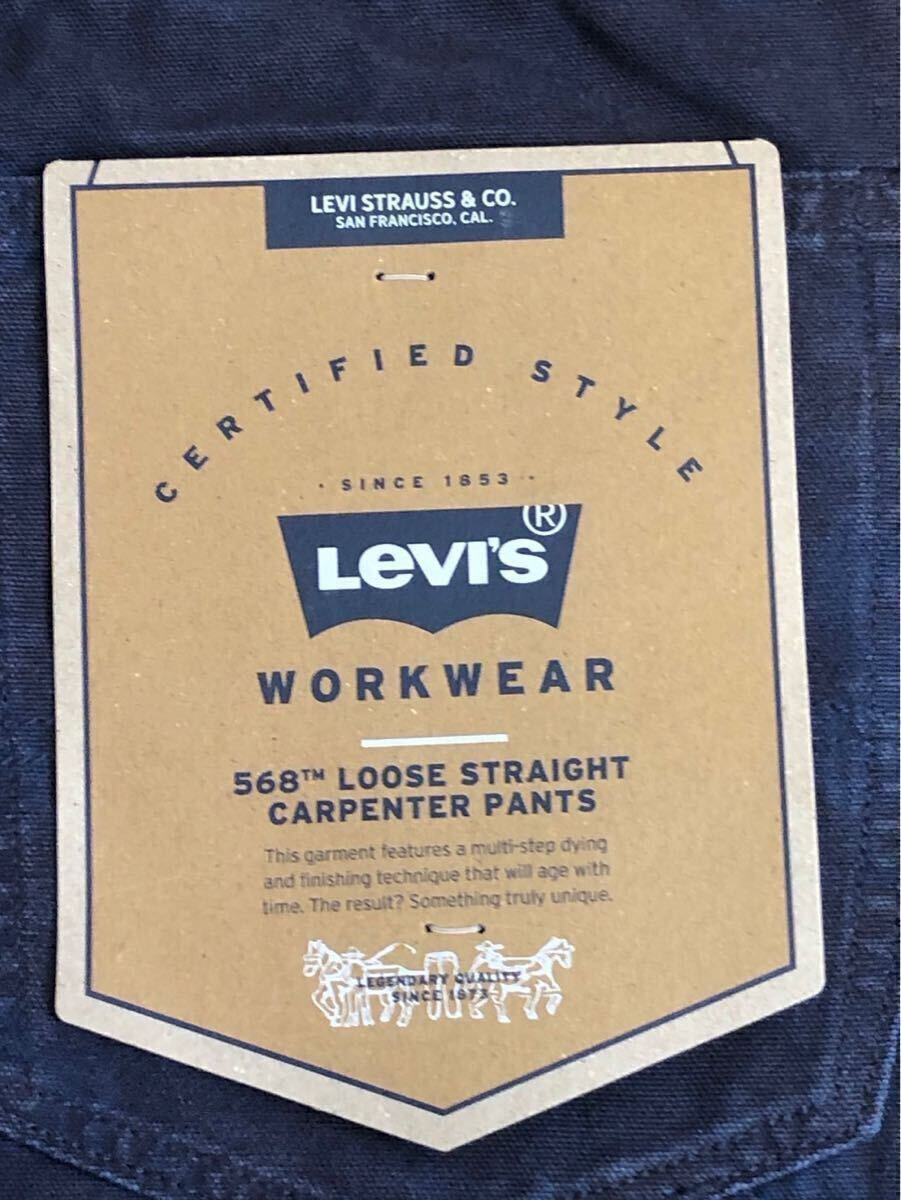 LEVI STRAUSS & CO.
SAN FRANCISCO, CAL.
CERTIFIED STYLE
· SINCE 1853 ·
LEVI'S®
WORKWEAR
568™ LOOSE STRAIGHT
CARPENTER PANTS
This garment features a multi-step dying
and finishing technique that will age with
time. The result? Something truly unique.
LEGENDARY QUALITY
SINCE 1873